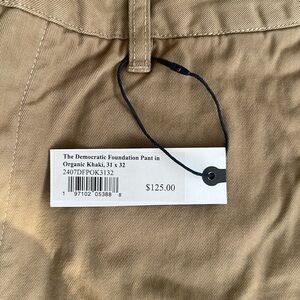 The Democratic Foundation Pant in
Organic Khaki, 31 x 32
2407DFPOK3132
$125.00
1 97102 05388 8